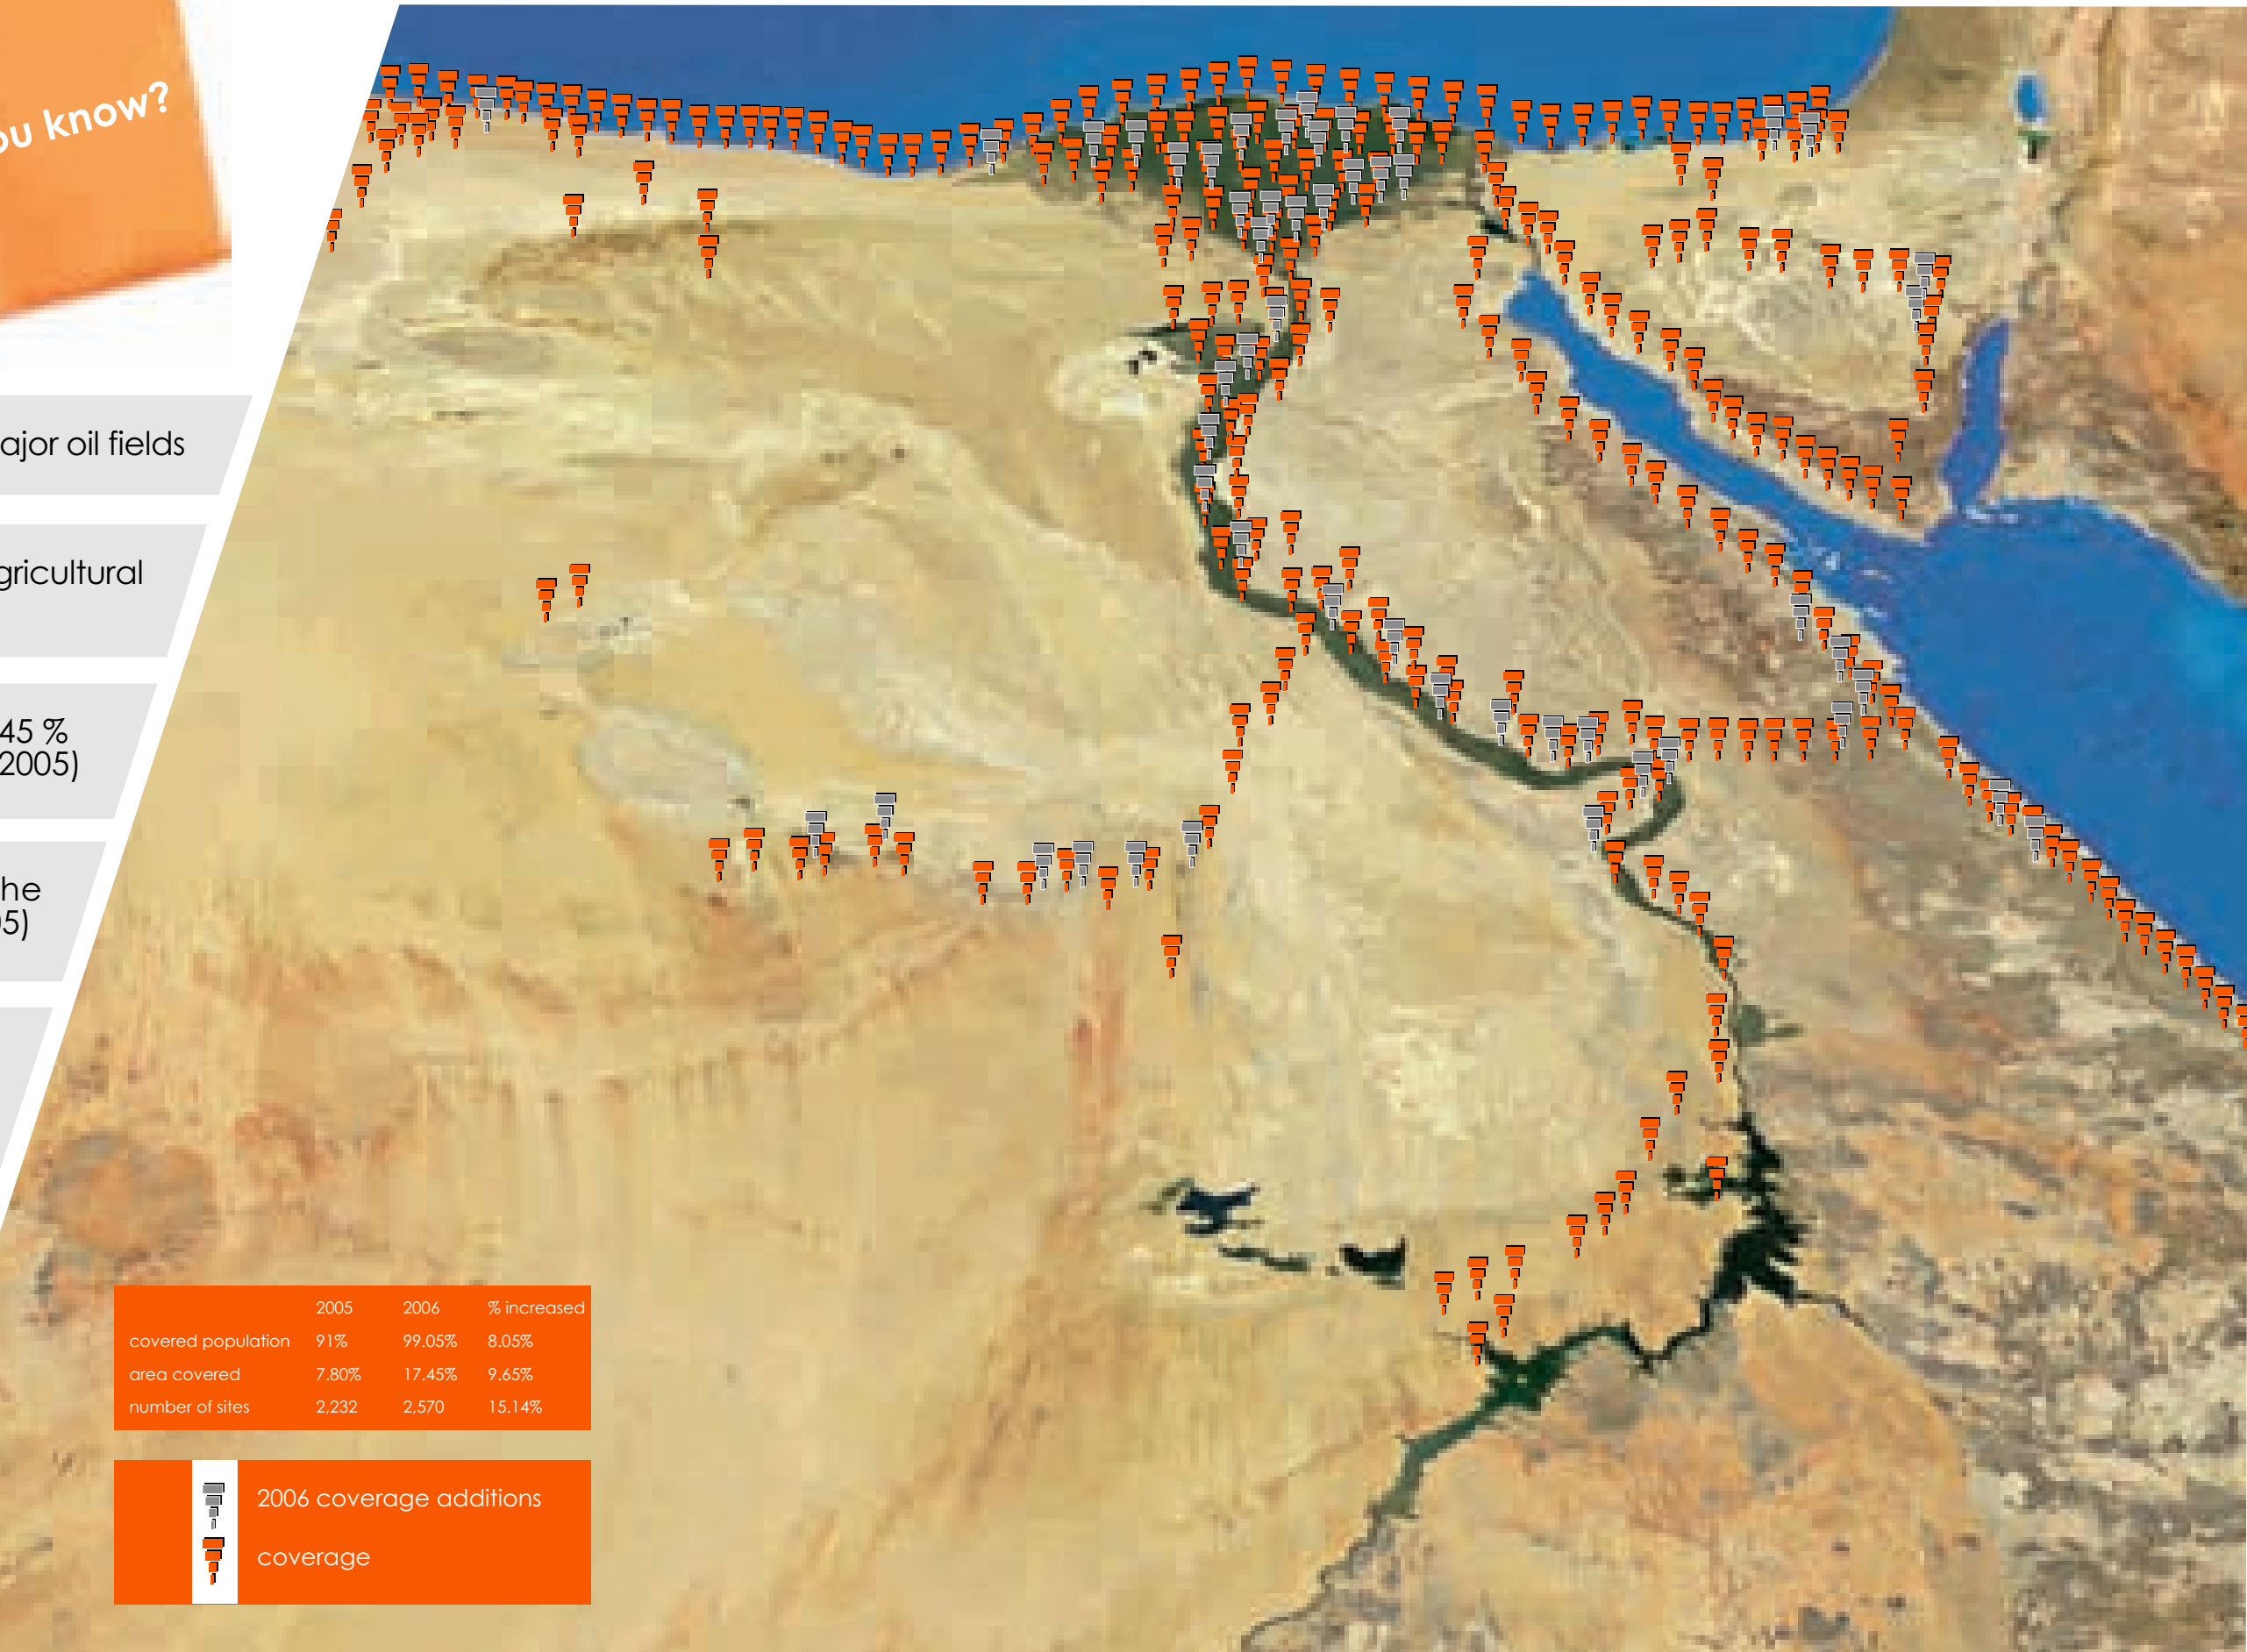 ou know?
ajor oil fields
gricultural
45 %
2005)
he
05)
2005 2006 % increased
covered population 91% 99.05% 8.05%
area covered 7.80% 17.45% 9.65%
number of sites 2,232 2,570 15.14%
2006 coverage additions
coverage